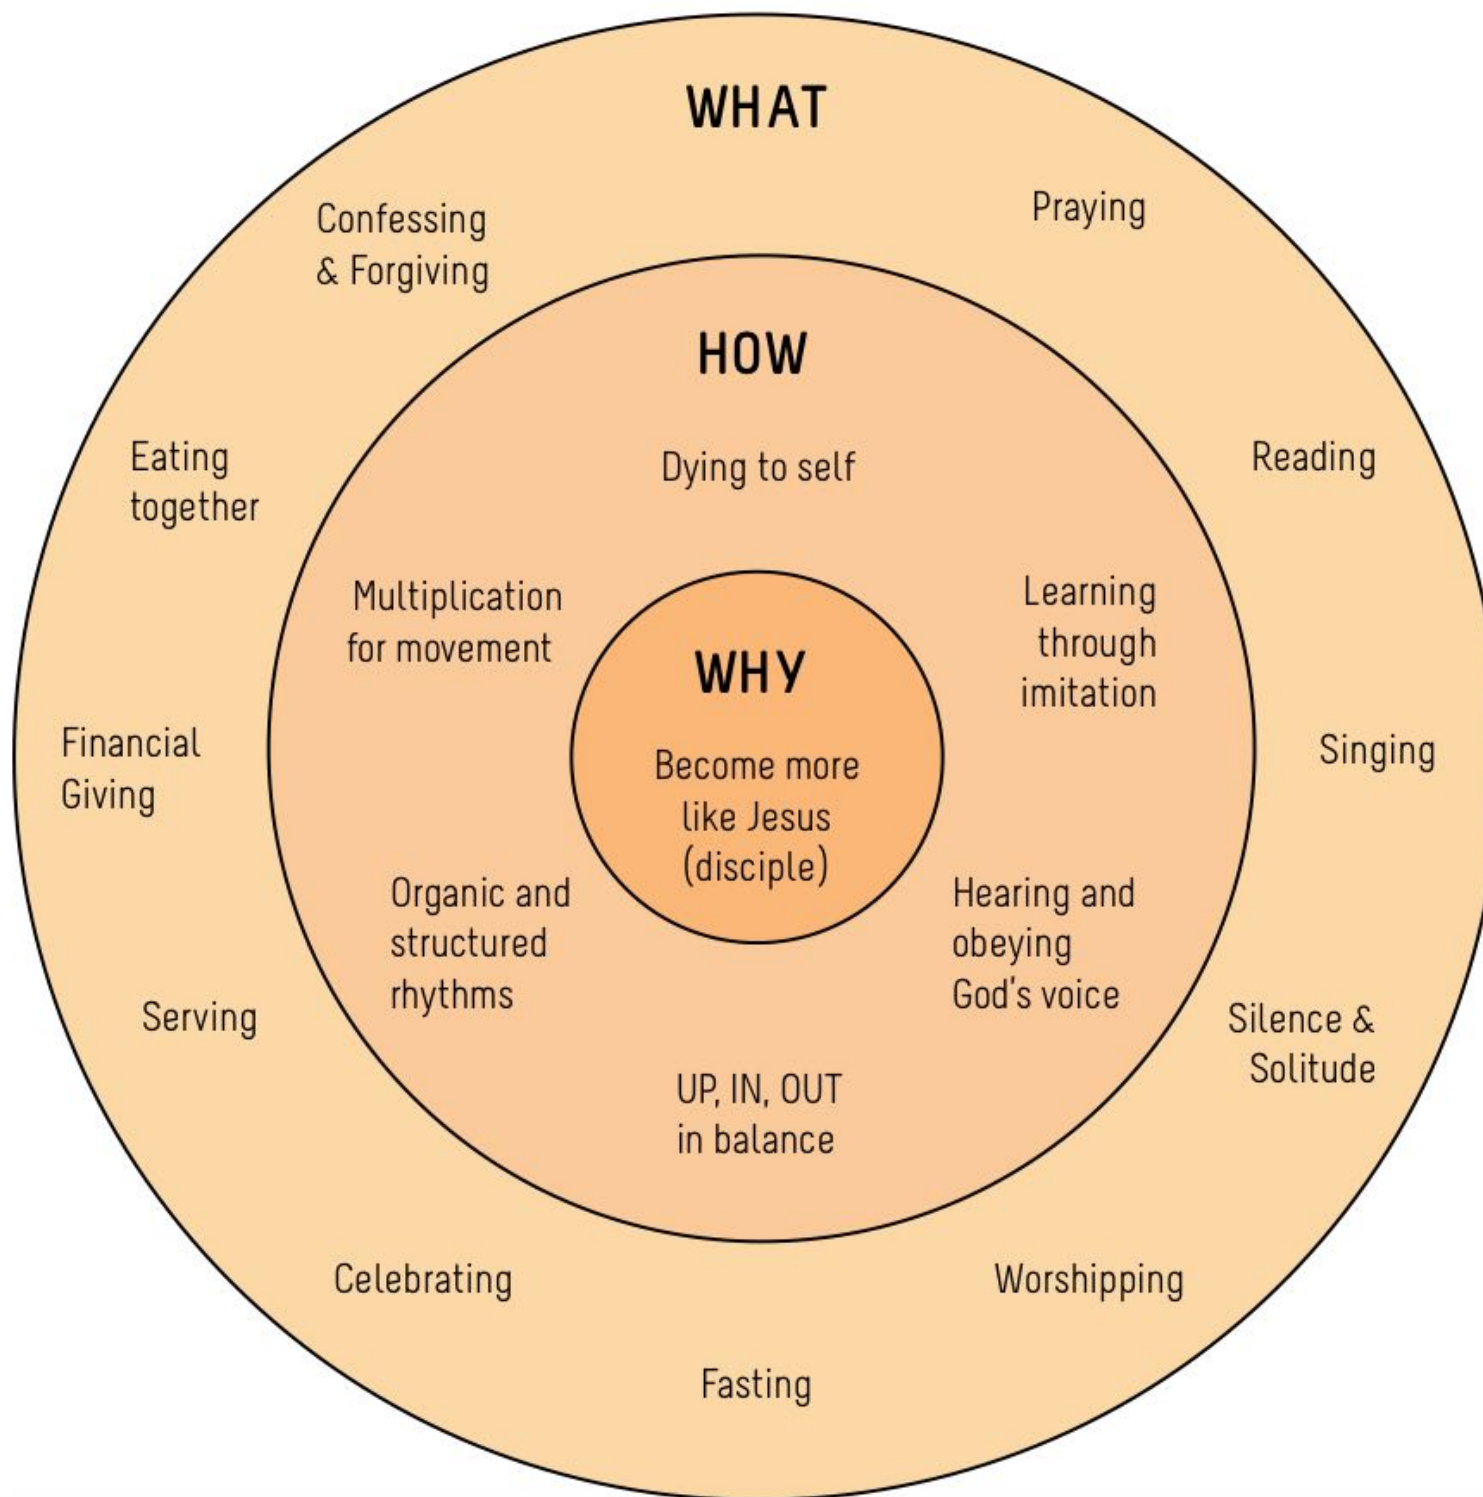 WHAT
Praying
Reading
Singing
Silence &
Solitude
Worshipping
Fasting
Celebrating
Serving
Financial
Giving
Eating
together
Confessing
& Forgiving
HOW
Dying to self
Learning
through
imitation
Hearing and
obeying
God's voice
UP, IN, OUT
in balance
Organic and
structured
rhythms
Multiplication
for movement
WHY
Become more
like Jesus
(disciple)